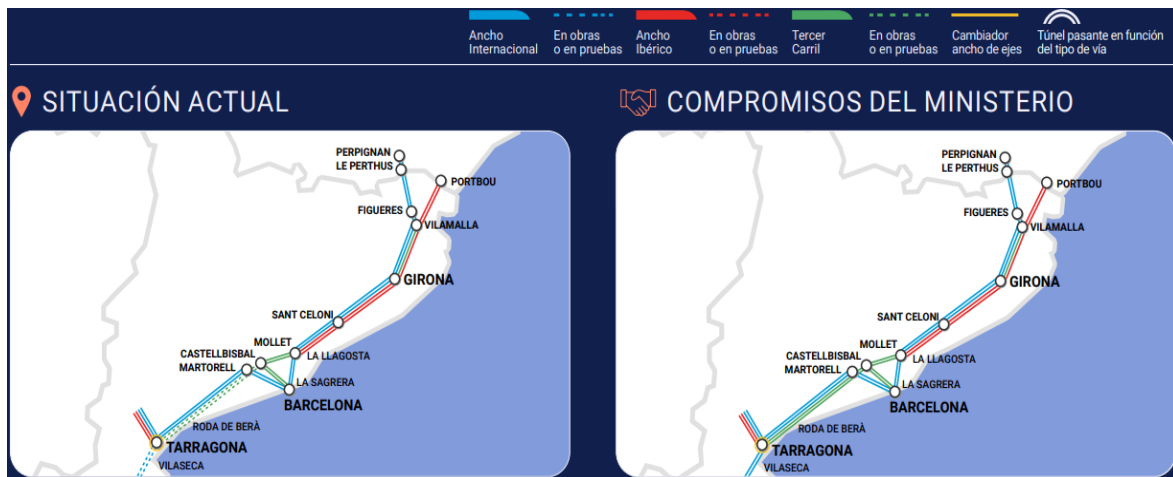 Ancho
Internacional
En obras
o en pruebas
Ancho
Ibérico
En obras
o en pruebas
Tercer
Carril
En obras
o en pruebas
Cambiador
ancho de ejes
Túnel pasante en función
del tipo de vía
SITUACIÓN ACTUAL
PERPIGNAN
LE PERTHUS
PORTBOU
FIGUERES
VILAMALLA
GIRONA
SANT CELONI
MOLLET
CASTELLBISBAL
LA LLAGOSTA
MARTORELL
LA SAGRERA
BARCELONA
RODA DE BERÀ
TARRAGONA
VILASECA
COMPROMISOS DEL MINISTERIO
PERPIGNAN
LE PERTHUS
PORTBOU
FIGUERES
VILAMALLA
GIRONA
SANT CELONI
MOLLET
CASTELLBISBAL
LA LLAGOSTA
MARTORELL
LA SAGRERA
BARCELONA
RODA DE BERÀ
TARRAGONA
VILASECA